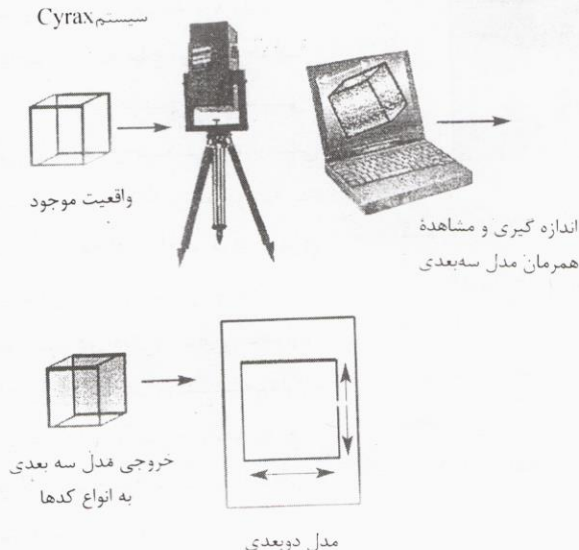 سیستم Cyrax
واقعیت موجود
اندازه گیری و مشاهدۀ
همزمان مدل سه‌بعدی
خروجی مدل سه بعدی
به انواع کدها
مدل دوبعدی